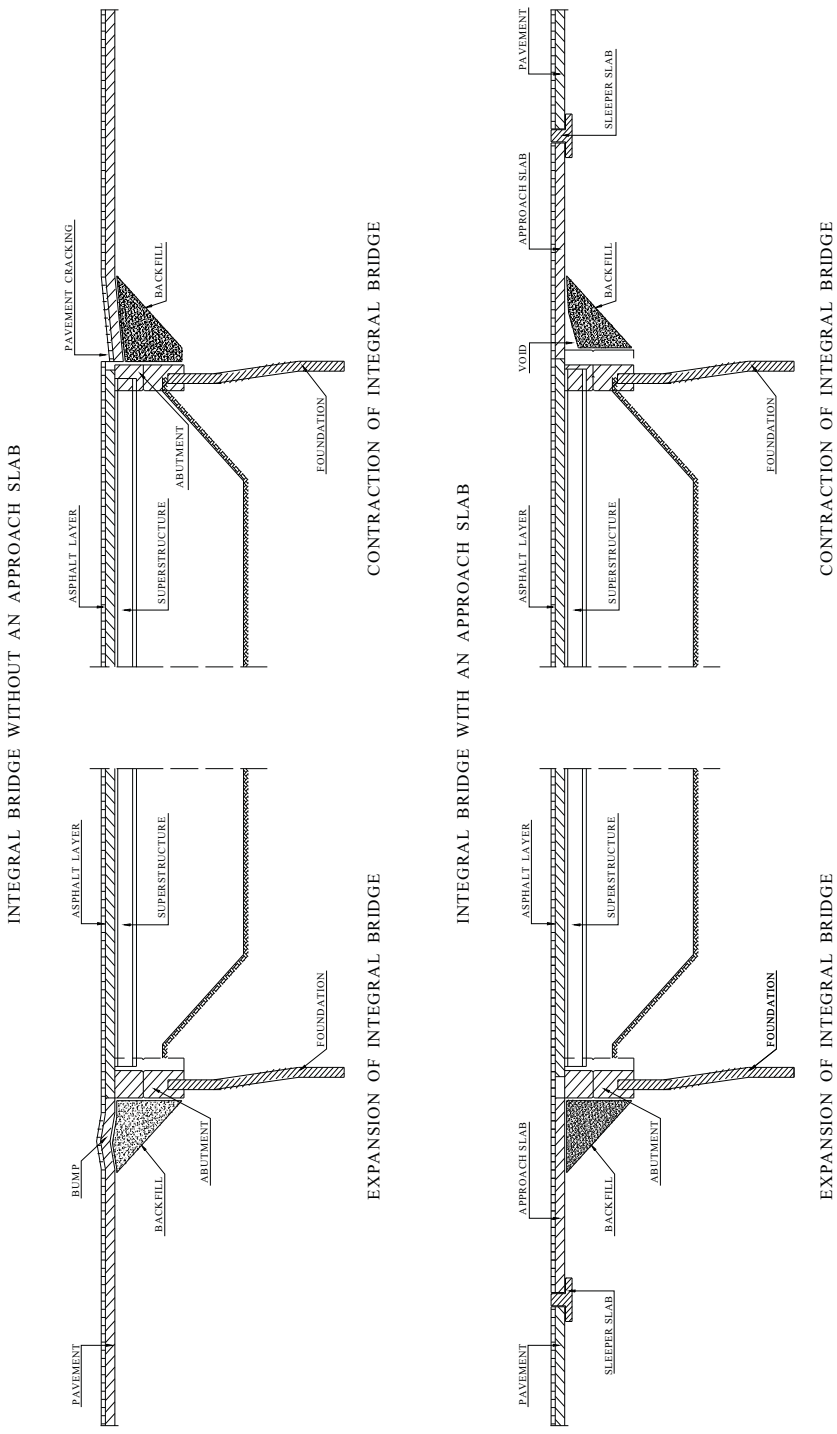 INTEGRAL BRIDGE WITHOUT AN APPROACH SLAB
PAVEMENT
BUMP
ASPHALT LAYER
BACKFILL
ABUTMENT
SUPERSTRUCTURE
FOUNDATION
EXPANSION OF INTEGRAL BRIDGE
ASPHALT LAYER
PAVEMENT CRACKING
SUPERSTRUCTURE
ABUTMENT
BACKFILL
FOUNDATION
CONTRACTION OF INTEGRAL BRIDGE
INTEGRAL BRIDGE WITH AN APPROACH SLAB
PAVEMENT
APPROACH SLAB
ASPHALT LAYER
SLEEPER SLAB
BACKFILL
ABUTMENT
SUPERSTRUCTURE
FOUNDATION
EXPANSION OF INTEGRAL BRIDGE
ASPHALT LAYER
VOID
APPROACH SLAB
PAVEMENT
SUPERSTRUCTURE
BACKFILL
SLEEPER SLAB
FOUNDATION
CONTRACTION OF INTEGRAL BRIDGE